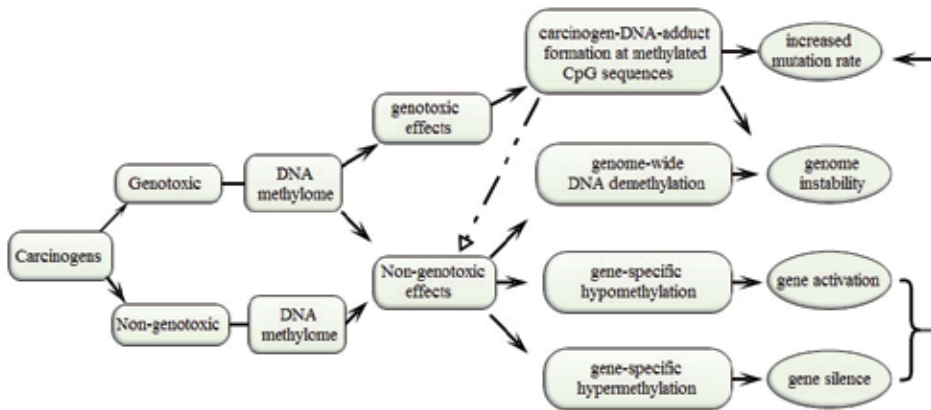 carcinogen-DNA-adduct
formation at methylated
CpG sequences
increased
mutation rate
genotoxic
effects
genome-wide
DNA demethylation
genome
instability
Genotoxic
DNA
methylome
Carcinogens
Non-genotoxic
effects
gene-specific
hypomethylation
gene activation
Non-genotoxic
DNA
methylome
gene-specific
hypermethylation
gene silence